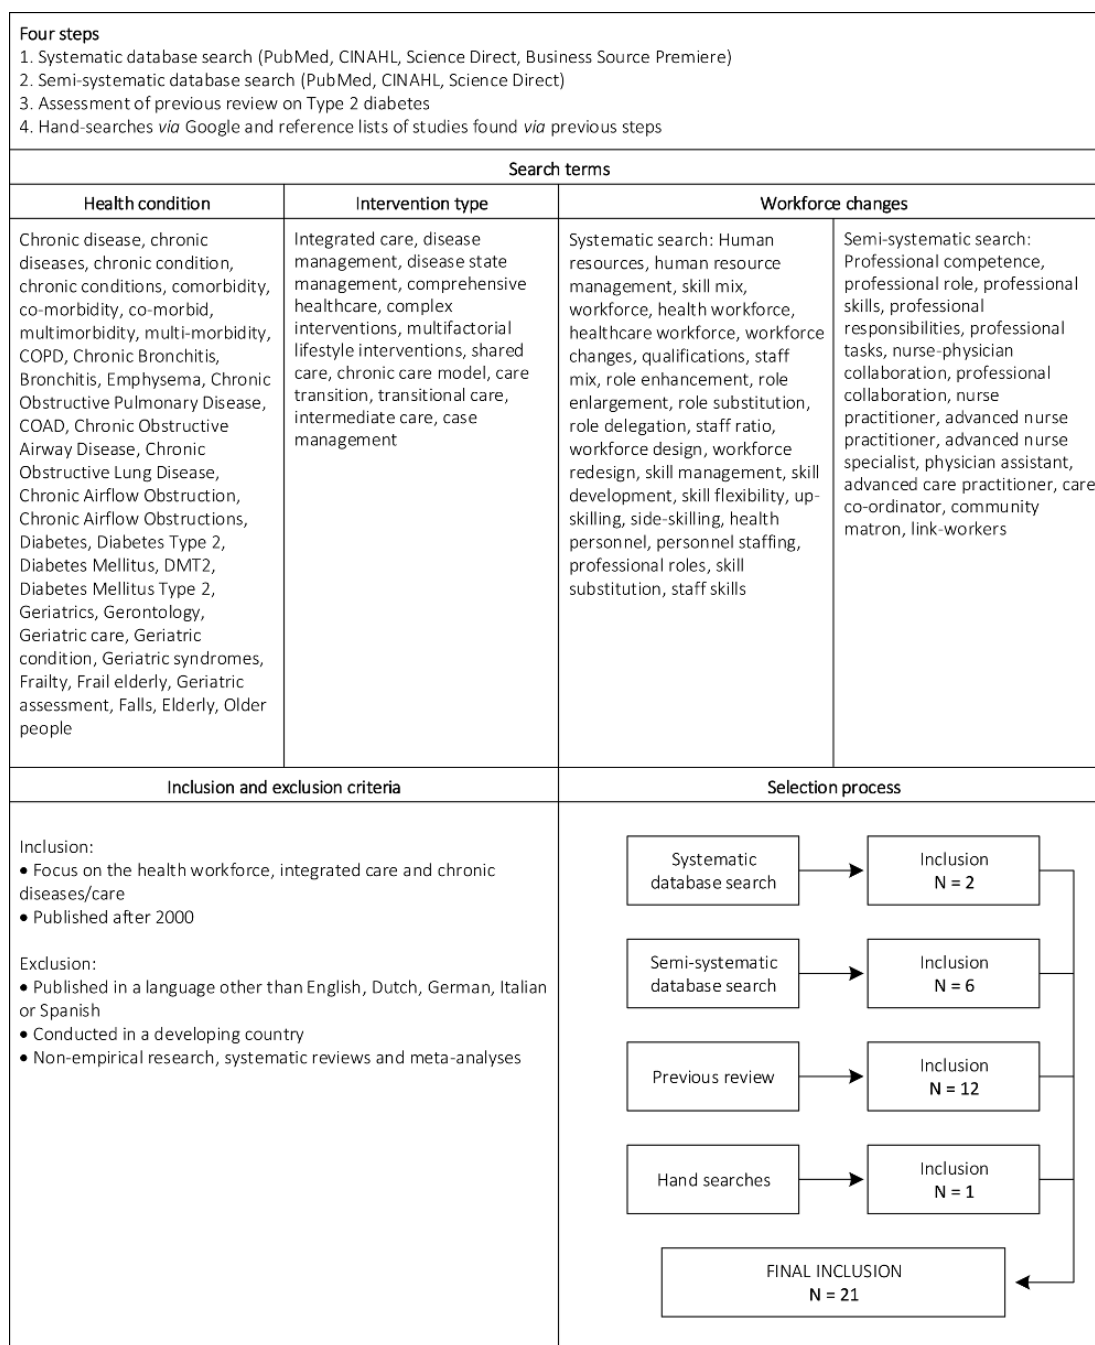 Four steps
1. Systematic database search (PubMed, CINAHL, Science Direct, Business Source Premiere)
2. Semi-systematic database search (PubMed, CINAHL, Science Direct)
3. Assessment of previous review on Type 2 diabetes
4. Hand-searches via Google and reference lists of studies found via previous steps
Search terms
Health condition
Chronic disease, chronic
diseases, chronic condition,
chronic conditions, comorbidity,
co-morbidity, co-morbid,
multimorbidity, multi-morbidity,
COPD, Chronic Bronchitis,
Bronchitis, Emphysema, Chronic
Obstructive Pulmonary Disease,
COAD, Chronic Obstructive
Airway Disease, Chronic
Obstructive Lung Disease,
Chronic Airflow Obstruction,
Chronic Airflow Obstructions,
Diabetes, Diabetes Type 2,
Diabetes Mellitus, DMT2,
Diabetes Mellitus Type 2,
Geriatrics, Gerontology,
Geriatric care, Geriatric
condition, Geriatric syndromes,
Frailty, Frail elderly, Geriatric
assessment, Falls, Elderly, Older
people
Intervention type
Integrated care, disease
management, disease state
management, comprehensive
healthcare, complex
interventions, multifactorial
lifestyle interventions, shared
care, chronic care model, care
transition, transitional care,
intermediate care, case
management
Workforce changes
Systematic search: Human
resources, human resource
management, skill mix,
workforce, health workforce,
healthcare workforce, workforce
changes, qualifications, staff
mix, role enhancement, role
enlargement, role substitution,
role delegation, staff ratio,
workforce design, workforce
redesign, skill management, skill
development, skill flexibility, up-
skilling, side-skilling, health
personnel, personnel staffing,
professional roles, skill
substitution, staff skills
Semi-systematic search:
Professional competence,
professional role, professional
skills, professional
responsibilities, professional
tasks, nurse-physician
collaboration, professional
collaboration, nurse
practitioner, advanced nurse
practitioner, advanced nurse
specialist, physician assistant,
advanced care practitioner, care
co-ordinator, community
matron, link-workers
Inclusion and exclusion criteria
Inclusion:
• Focus on the health workforce, integrated care and chronic
diseases/care
• Published after 2000
Exclusion:
• Published in a language other than English, Dutch, German, Italian
or Spanish
• Conducted in a developing country
• Non-empirical research, systematic reviews and meta-analyses
Selection process
Systematic
database search
Inclusion
N = 2
Semi-systematic
database search
Inclusion
N = 6
Previous review
Inclusion
N = 12
Hand searches
Inclusion
N = 1
FINAL INCLUSION
N = 21